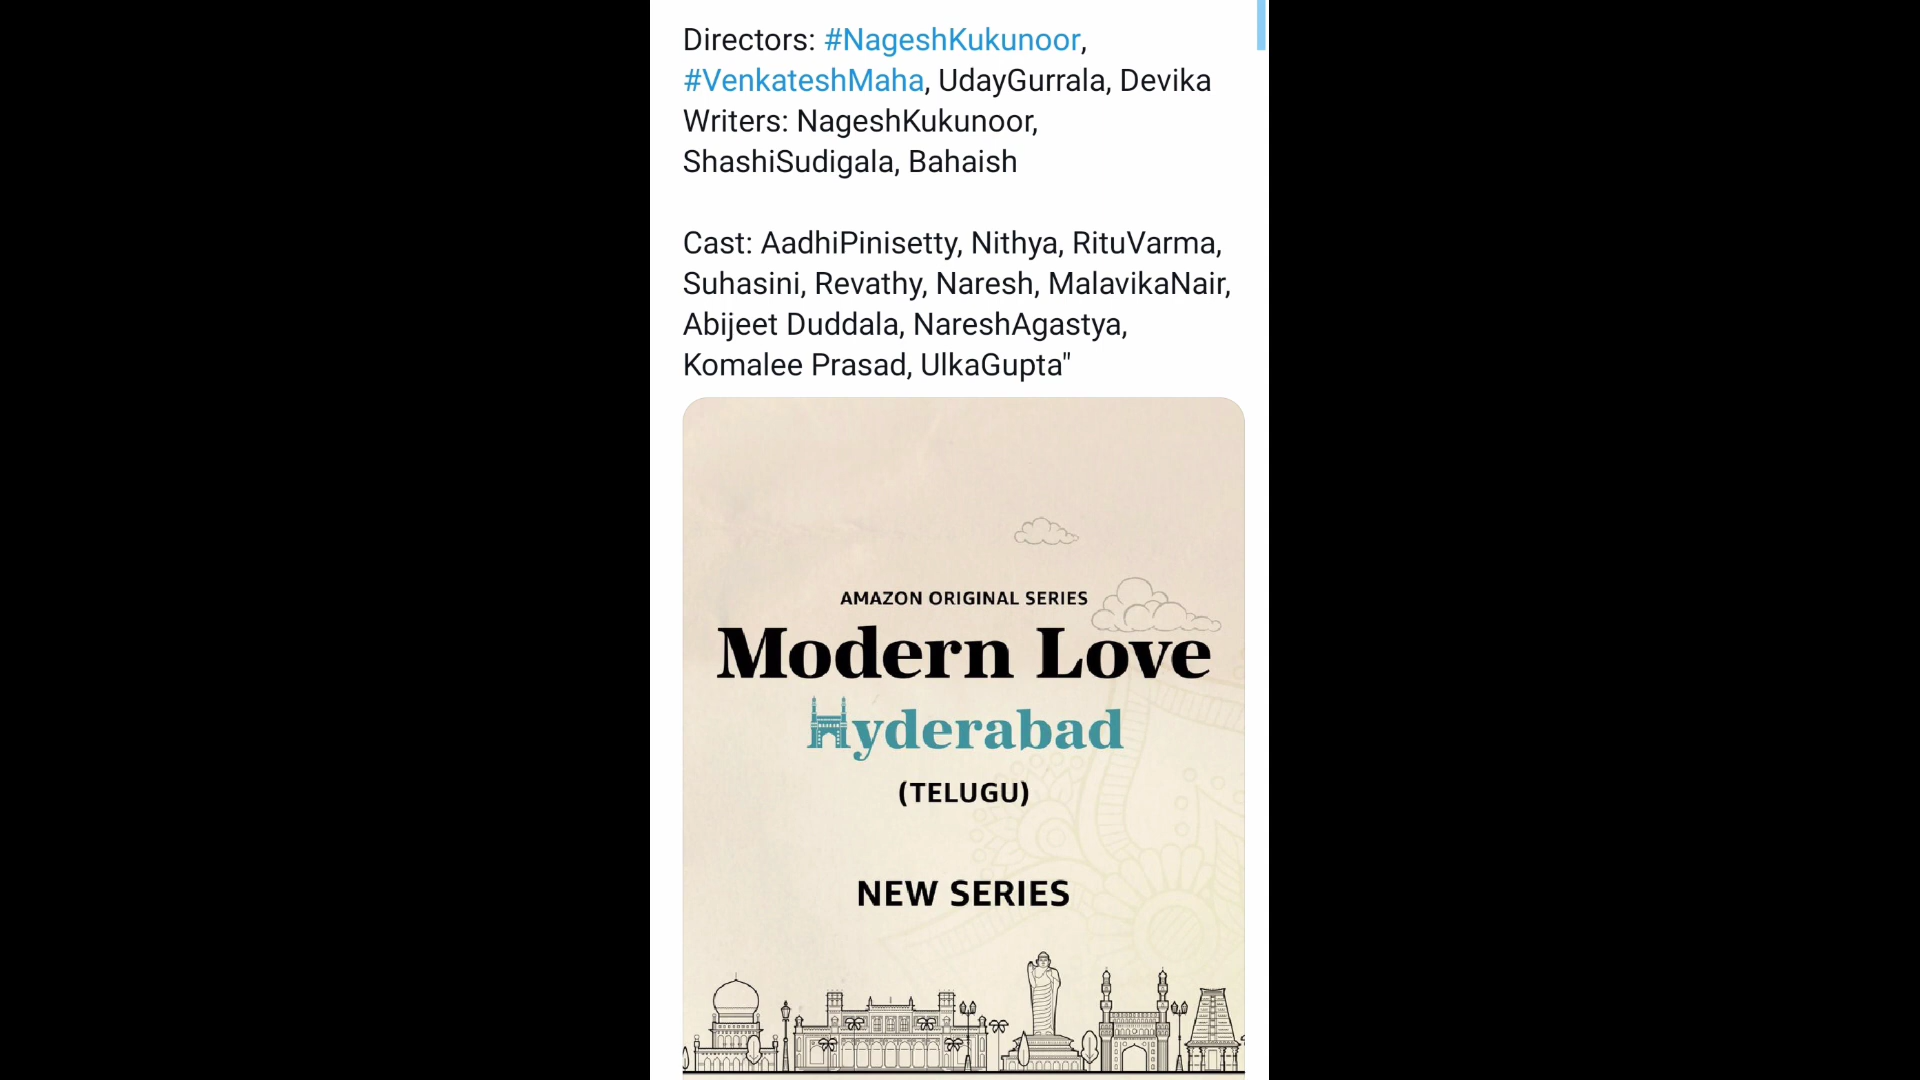 Directors: #NageshKukunoor,
#VenkateshMaha, UdayGurrala, Devika
Writers: NageshKukunoor,
ShashiSudigala, Bahaish
Cast: AadhiPinisetty, Nithya, RituVarma,
Suhasini, Revathy, Naresh, MalavikaNair,
Abijeet Duddala, NareshAgastya,
Komalee Prasad, UlkaGupta"
AMAZON ORIGINAL SERIES
Modern Love
Hyderabad
(TELUGU)
NEW SERIES